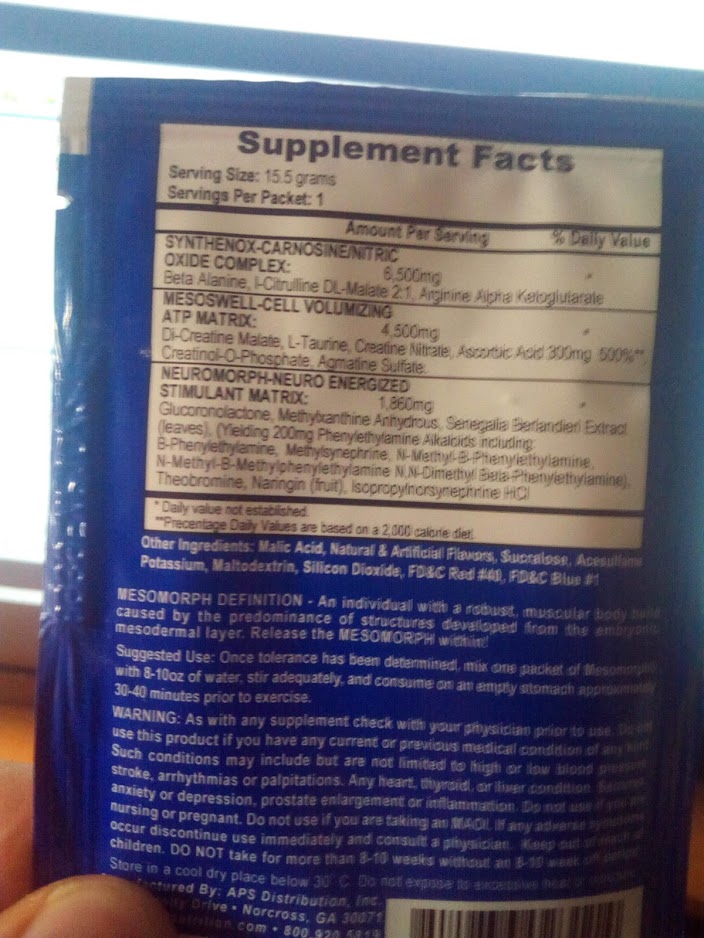 Supplement Facts
Serving Size: 15.5 grams
Servings Per Packet: 1
Amount Per Serving % Daily Value
SYNTHENOX-CARNOSINE/NITRIC
OXIDE COMPLEX: 6,500mg *
Beta Alanine, l-Citrulline DL-Malate 2:1, Arginine Alpha Ketoglutarate
MESOSWELL-CELL VOLUMIZING
ATP MATRIX: 4,500mg *
Di-Creatine Malate, L-Taurine, Creatine Nitrate, Ascorbic Acid 300mg 500%**,
Creatinol-O-Phosphate, Agmatine Sulfate.
NEUROMORPH-NEURO ENERGIZED
STIMULANT MATRIX: 1,860mg *
Glucoronolactone, Methylxanthine Anhydrous, Senegalia Berlandieri Extract
(leaves), (Yielding 200mg Phenylethylamine Alkaloids including:
B-Phenylethylamine, Methylsynephrine, N-Methyl-B-Phenylethylamine,
N-Methyl-B-Methylphenylethylamine N,N-Dimethyl Beta-Phenylethylamine),
Theobromine, Naringin (fruit), Isopropylnorsynephrine HCl
* Daily value not established.
**Precentage Daily Values are based on a 2,000 calorie diet.
Other Ingredients: Malic Acid, Natural & Artificial Flavors, Sucralose, Acesulfame
Potassium, Maltodextrin, Silicon Dioxide, FD&C Red #40, FD&C Blue #1
MESOMORPH DEFINITION - An individual with a robust, muscular body build
caused by the predominance of structures developed from the embryonic
mesodermal layer. Release the MESOMORPH within!
Suggested Use: Once tolerance has been determined, mix one packet of Mesomorph
with 8-10oz of water, stir adequately, and consume on an empty stomach approximately
30-40 minutes prior to exercise.
WARNING: As with any supplement check with your physician prior to use. Do not
use this product if you have any current or previous medical condition of any kind.
Such conditions may include but are not limited to high or low blood pressure
stroke, arrhythmias or palpitations. Any heart, thyroid, or liver condition
anxiety or depression, prostate enlargement or inflammation. Do not use if you are
nursing or pregnant. Do not use if you are taking an MAOI. If any adverse symptoms
occur discontinue use immediately and consult a physician. Keep out of reach of
children. DO NOT take for more than 8-10 weeks without an 8-10 week off
Store in a cool dry place below 30° C. Do not expose to excessive heat or
By: APS Distribution, Inc.
Drive • Norcross, GA 30071
.com • 800